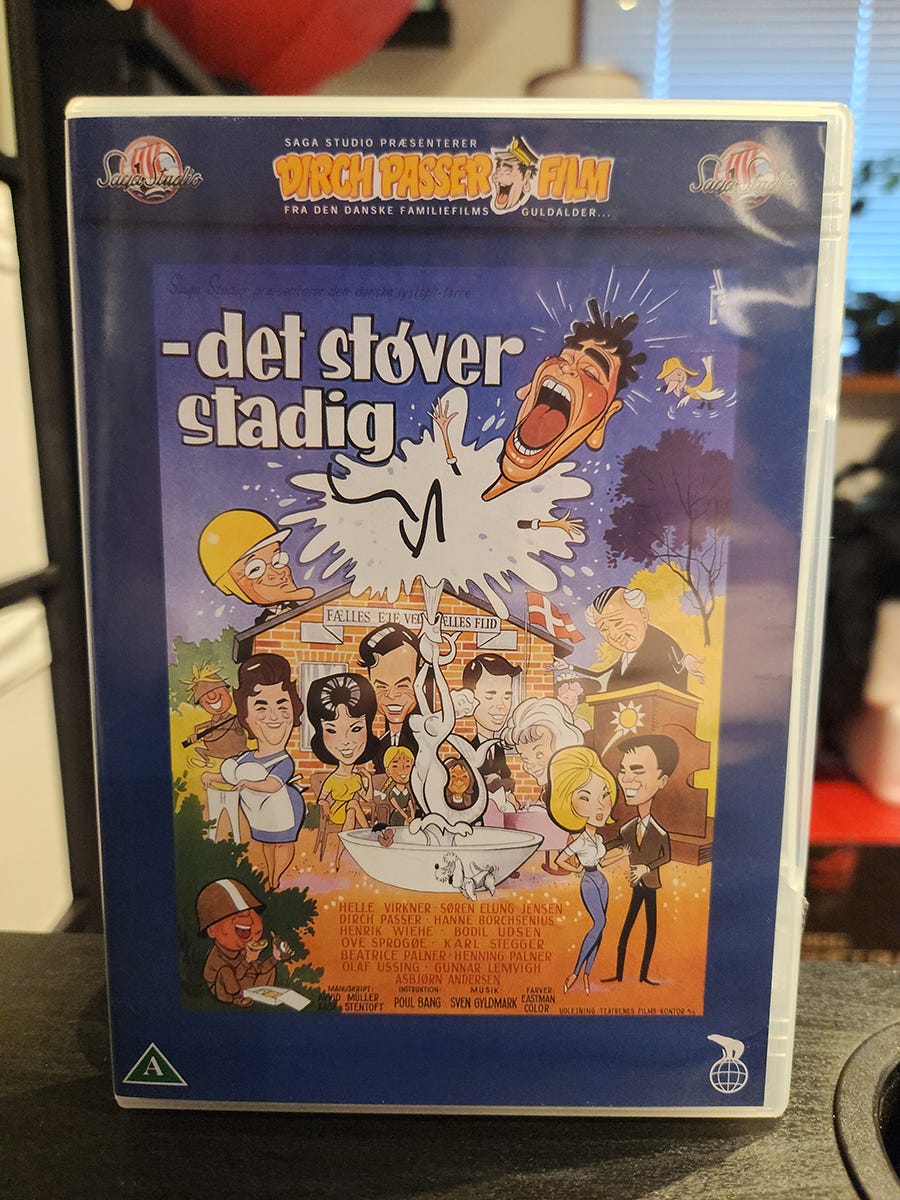 SAGA STUDIO PRÆSENTERER
Saga Studio
DIRCH PASSER FILM
Saga Studio
FRA DEN DANSKE FAMILIEFILMS GULDALDER...
Saga Studio præsenterer den danske lystspil-farce
- det støver
stadig
FÆLLES EJE VED FÆLLES FLID
HELLE VIRKNER · SØREN ELUNG JENSEN
DIRCH PASSER · HANNE BORCHSENIUS
HENRIK WIEHE · BODIL UDSEN
OVE SPROGØE · KARL STEGGER
BEATRICE PALNER · HENNING PALNER
OLAF USSING · GUNNAR LEMVIGH
ASBJØRN ANDERSEN
MANUSKRIPT: INSTRUKTION: MUSIK: FARVER:
ARVID MÜLLER POUL BANG SVEN GYLDMARK EASTMAN
STENTOFT COLOR
UDLEJNING: TEATRENES FILMS-KONTOR A/S
A